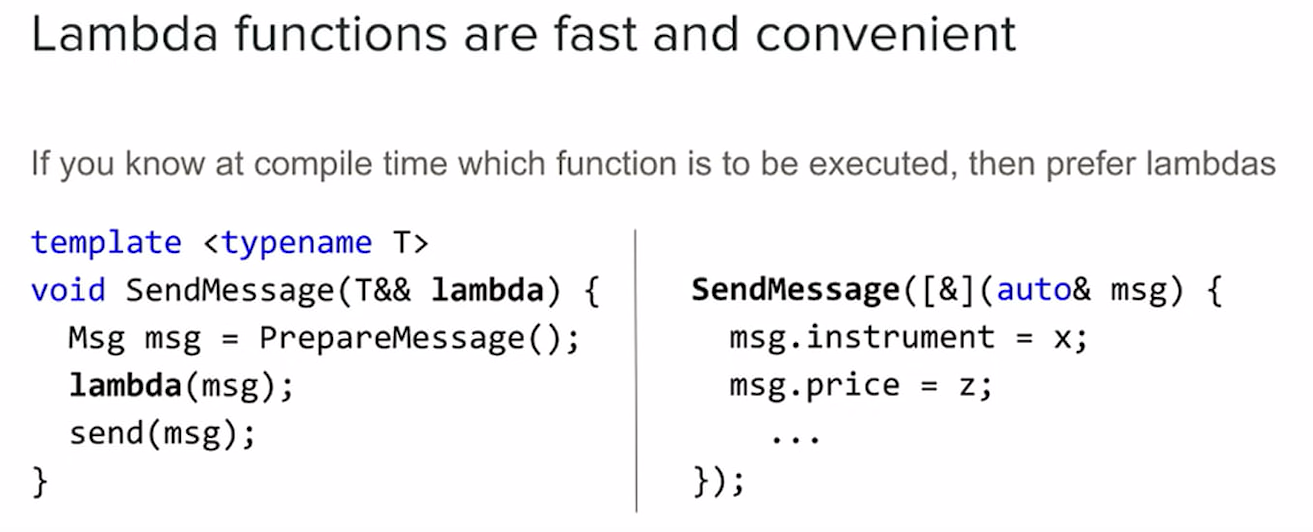 Lambda functions are fast and convenient
If you know at compile time which function is to be executed, then prefer lambdas
template <typename T>
void SendMessage(T&& lambda) {
Msg msg = PrepareMessage();
lambda(msg);
send(msg);
}
SendMessage([&](auto& msg) {
msg.instrument = x;
msg.price = z;
...
});